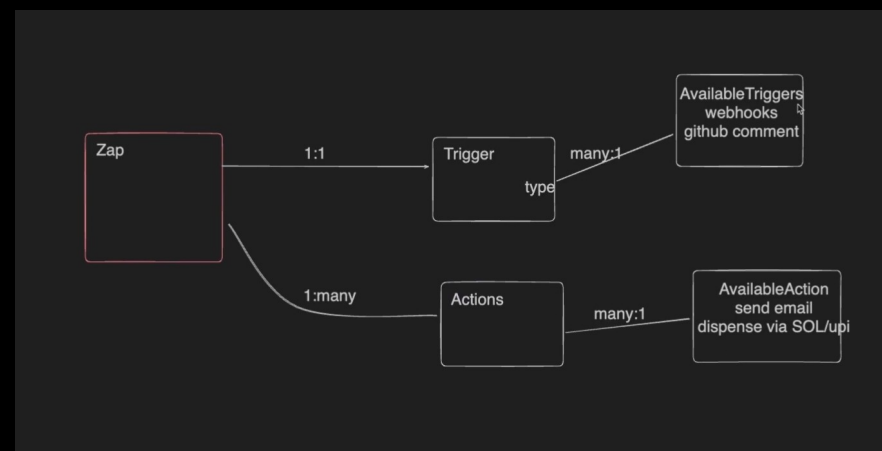 Zap
1:1
Trigger
type
many:1
AvailableTriggers
webhooks
github comment
1:many
Actions
many:1
AvailableAction
send email
dispense via SOL/upi